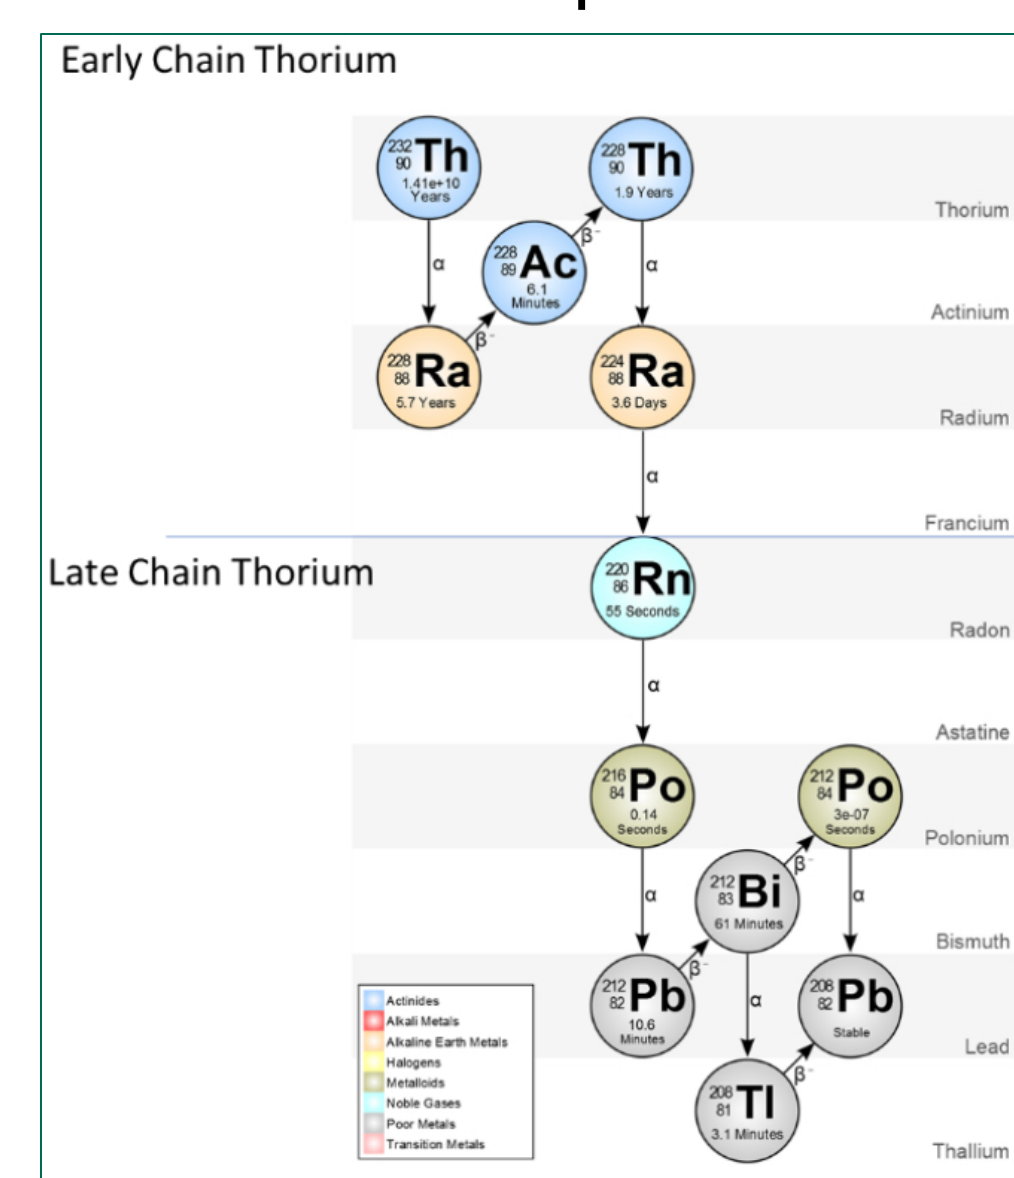 Early Chain Thorium
232
90
Th
1.41e+10
Years
228
90
Th
1.9 Years
Thorium
α
β⁻
228
89
Ac
6.1
Minutes
α
Actinium
β⁻
228
88
Ra
5.7 Years
224
88
Ra
3.6 Days
Radium
α
Francium
Late Chain Thorium
220
86
Rn
55 Seconds
Radon
α
Astatine
216
84
Po
0.14
Seconds
212
84
Po
3e-07
Seconds
Polonium
α
β⁻
212
83
Bi
61 Minutes
α
Bismuth
β⁻
212
82
Pb
10.6
Minutes
α
208
82
Pb
Stable
Lead
β⁻
208
81
Tl
3.1 Minutes
Thallium
Actinides
Alkali Metals
Alkaline Earth Metals
Halogens
Metalloids
Noble Gases
Poor Metals
Transition Metals